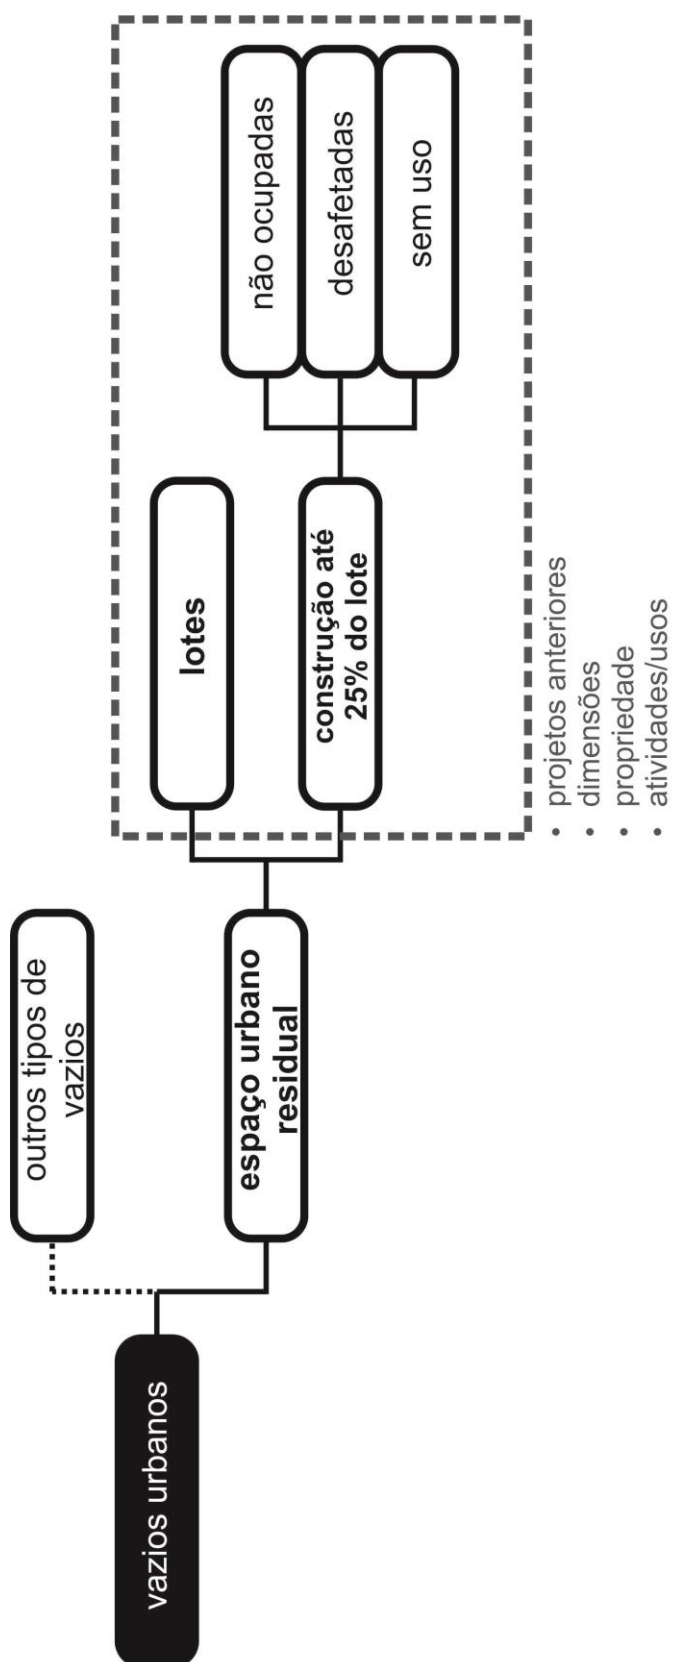 vazios urbanos
outros tipos de
vazios
espaço urbano
residual
lotes
construção até
25% do lote
não ocupadas
desafetadas
sem uso
• projetos anteriores
• dimensões
• propriedade
• atividades/usos